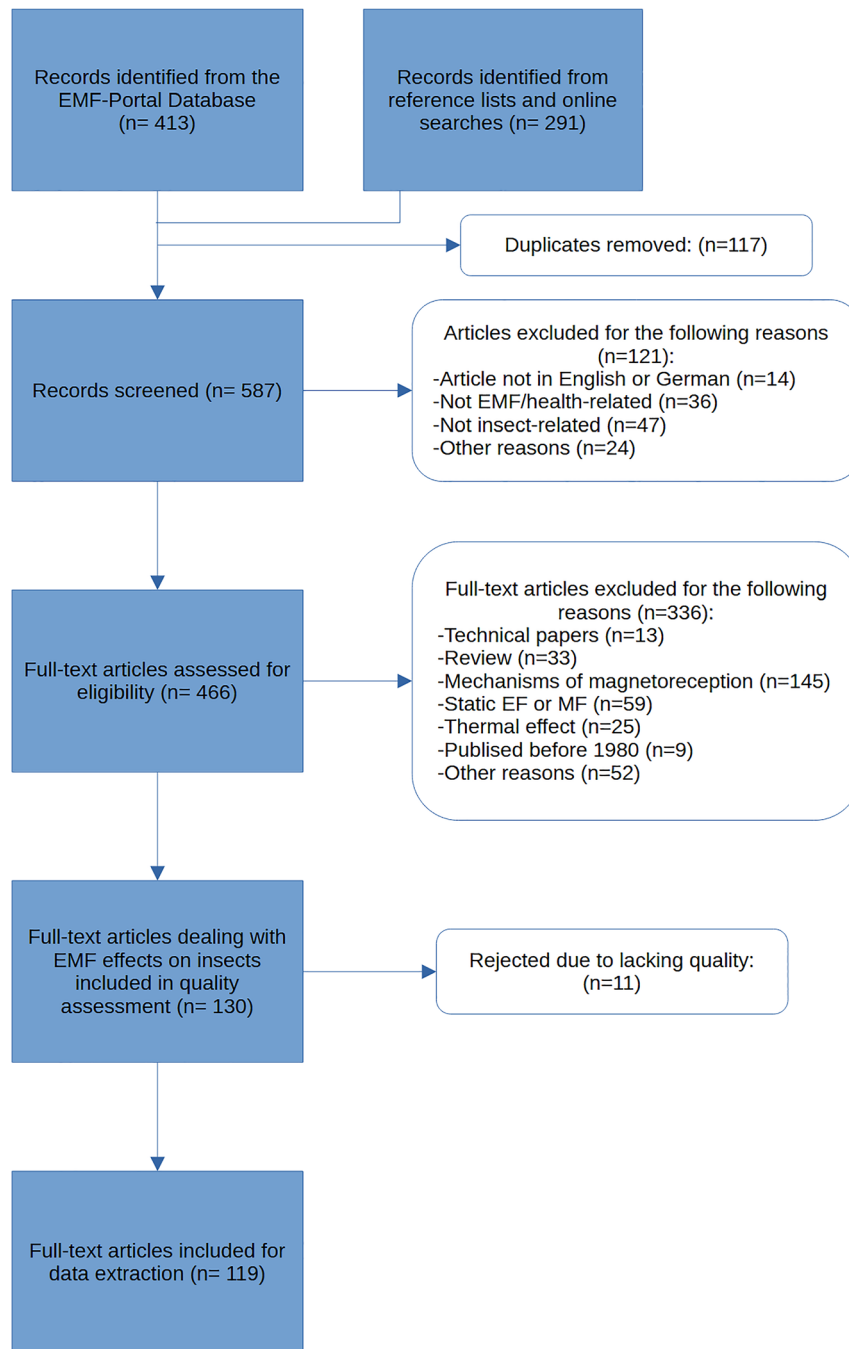 Records identified from the
EMF-Portal Database
(n= 413)
Records identified from
reference lists and online
searches (n= 291)
Duplicates removed: (n=117)
Records screened (n= 587)
Articles excluded for the following reasons
(n=121):
-Article not in English or German (n=14)
-Not EMF/health-related (n=36)
-Not insect-related (n=47)
-Other reasons (n=24)
Full-text articles assessed for
eligibility (n= 466)
Full-text articles excluded for the following
reasons (n=336):
-Technical papers (n=13)
-Review (n=33)
-Mechanisms of magnetoreception (n=145)
-Static EF or MF (n=59)
-Thermal effect (n=25)
-Publised before 1980 (n=9)
-Other reasons (n=52)
Full-text articles dealing with
EMF effects on insects
included in quality
assessment (n= 130)
Rejected due to lacking quality:
(n=11)
Full-text articles included for
data extraction (n= 119)